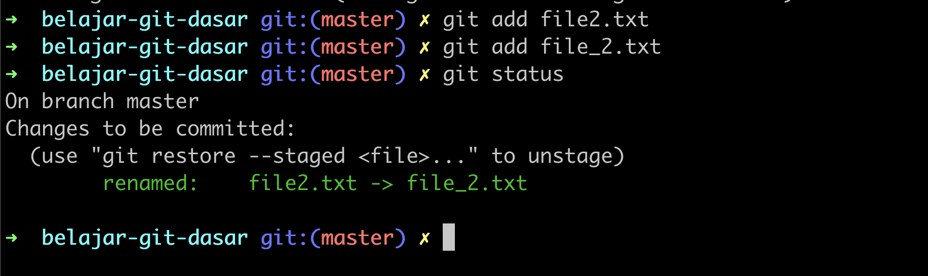 ➜  belajar-git-dasar git:(master) ✗ git add file2.txt
➜  belajar-git-dasar git:(master) ✗ git add file_2.txt
➜  belajar-git-dasar git:(master) ✗ git status
On branch master
Changes to be committed:
  (use "git restore --staged <file>..." to unstage)
        renamed:    file2.txt -> file_2.txt
➜  belajar-git-dasar git:(master) ✗